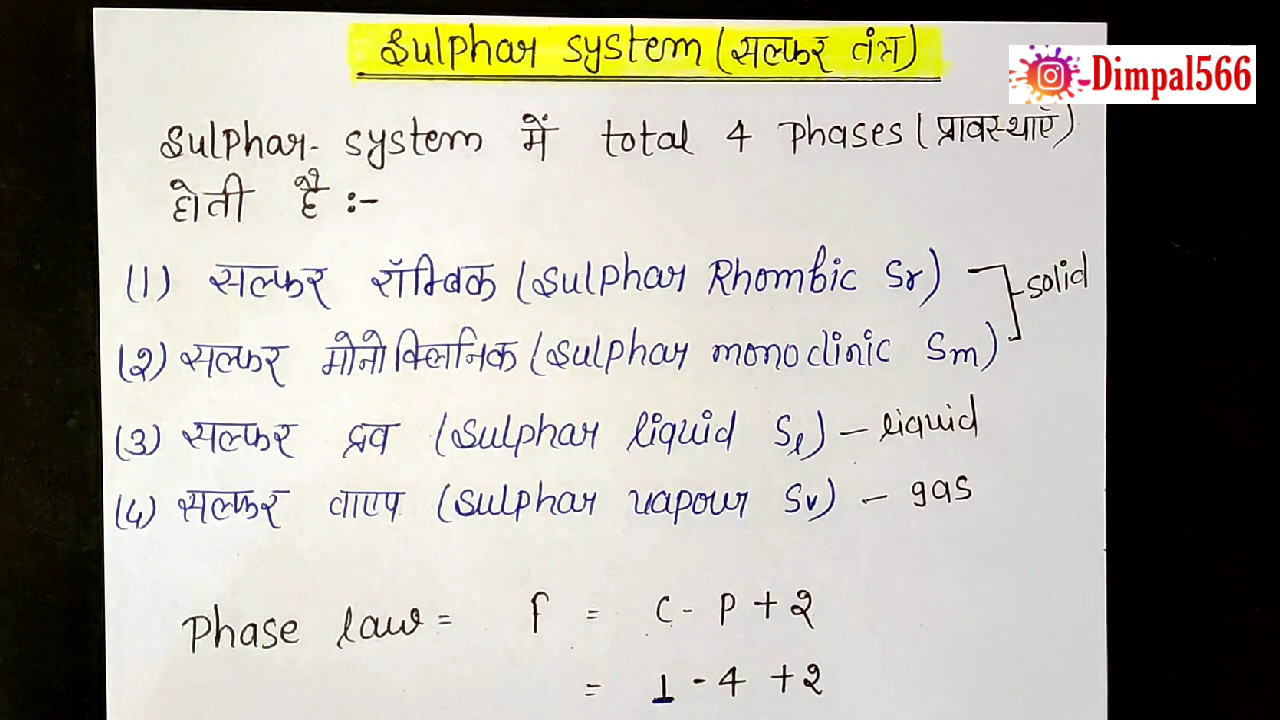 Sulphar system (सल्फर तंत्र)
-Dimpal566
Sulphar- system में total 4 Phases (प्रावस्थाएँ)
होती है :-
(1) सल्फर रॉम्बिक (Sulphar Rhombic Sr)
solid
(२) सल्फर मोनोक्लिनिक (Sulphar monoclinic Sm)
(3) सल्फर द्रव (Sulphar liquid Sl) - liquid
(4) सल्फर वाष्प (Sulphar vapour Sv) - gas
Phase law = f = C - P + 2
= 1 - 4 + 2